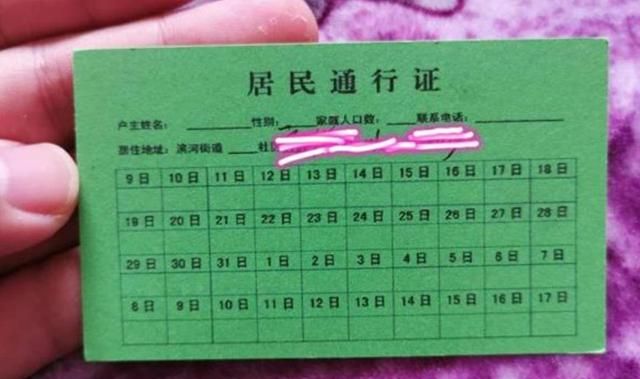 居民通行证
户主姓名： 性别： 家庭人口数： 联系电话：
居住地址：滨河街道 社区
9日 10日 11日 12日 13日 14日 15日 16日 17日 18日
19日 20日 21日 22日 23日 24日 25日 26日 27日 28日
29日 30日 31日 1日 2日 3日 4日 5日 6日 7日
8日 9日 10日 11日 12日 13日 14日 15日 16日 17日